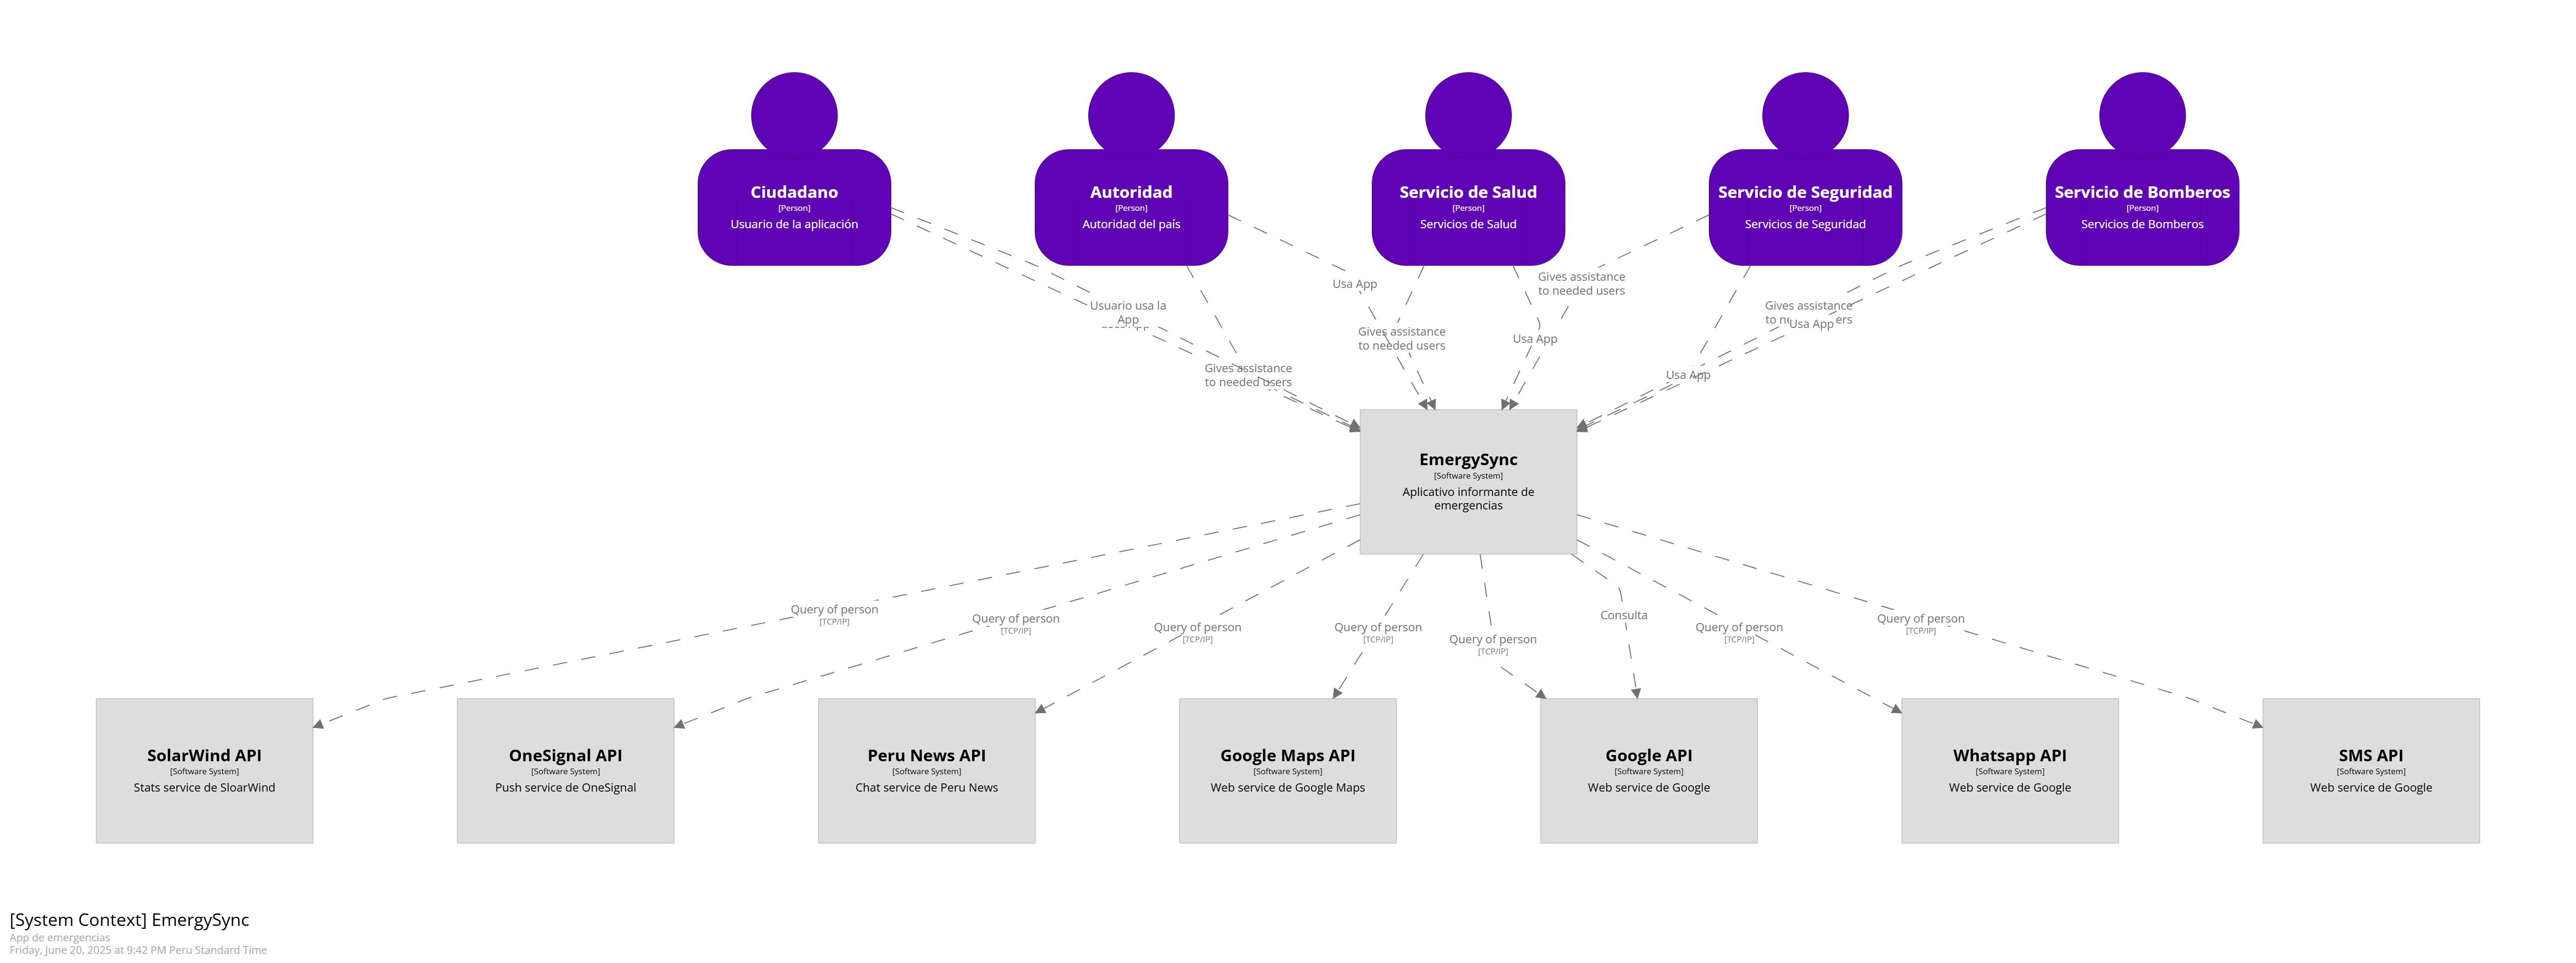 Ciudadano
[Person]
Usuario de la aplicación
Autoridad
[Person]
Autoridad del país
Servicio de Salud
[Person]
Servicios de Salud
Servicio de Seguridad
[Person]
Servicios de Seguridad
Servicio de Bomberos
[Person]
Servicios de Bomberos
Usuario usa la
App
Gives assistance
to needed users
Usa App
Gives assistance
to needed users
Usa App
Gives assistance
to needed users
Usa App
Gives assistance
Usa App
EmergySync
[Software System]
Aplicativo informante de
emergencias
Query of person
[TCP/IP]
Query of person
[TCP/IP]
Query of person
[TCP/IP]
Query of person
[TCP/IP]
Query of person
[TCP/IP]
Consulta
Query of person
[TCP/IP]
Query of person
[TCP/IP]
SolarWind API
[Software System]
Stats service de SloarWind
OneSignal API
[Software System]
Push service de OneSignal
Peru News API
[Software System]
Chat service de Peru News
Google Maps API
[Software System]
Web service de Google Maps
Google API
[Software System]
Web service de Google
Whatsapp API
[Software System]
Web service de Google
SMS API
[Software System]
Web service de Google
[System Context] EmergySync
App de emergencias
Friday, June 20, 2025 at 9:42 PM Peru Standard Time